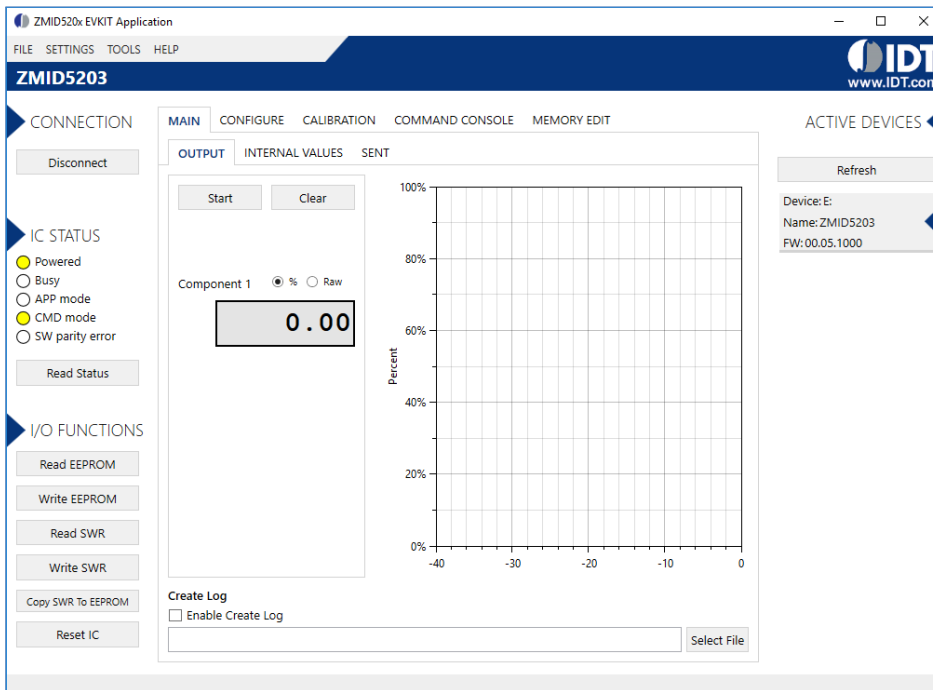 ZMID520x EVKIT Application
FILE SETTINGS TOOLS HELP
IDT
www.IDT.com
ZMID5203
CONNECTION
Disconnect
IC STATUS
Powered
Busy
APP mode
CMD mode
SW parity error
Read Status
I/O FUNCTIONS
Read EEPROM
Write EEPROM
Read SWR
Write SWR
Copy SWR To EEPROM
Reset IC
MAIN CONFIGURE CALIBRATION COMMAND CONSOLE MEMORY EDIT
OUTPUT INTERNAL VALUES SENT
Start Clear
Component 1 % Raw
0.00
100%
80%
60%
40%
20%
0%
Percent
-40 -30 -20 -10 0
Create Log
Enable Create Log
Select File
ACTIVE DEVICES
Refresh
Device: E:
Name: ZMID5203
FW: 00.05.1000